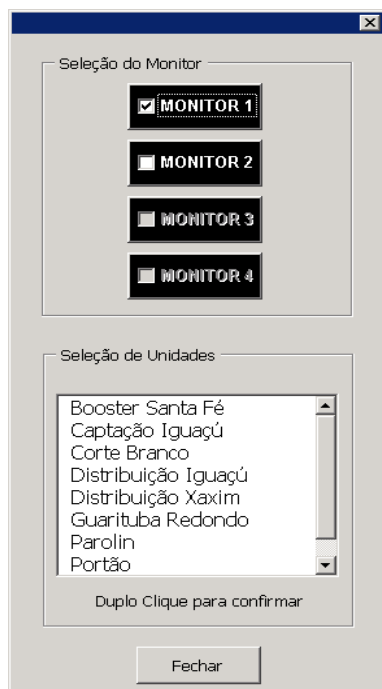 Seleção do Monitor
MONITOR 1
MONITOR 2
MONITOR 3
MONITOR 4
Seleção de Unidades
Booster Santa Fé
Captação Iguaçú
Corte Branco
Distribuição Iguaçú
Distribuição Xaxim
Guarituba Redondo
Parolin
Portão
Duplo Clique para confirmar
Fechar